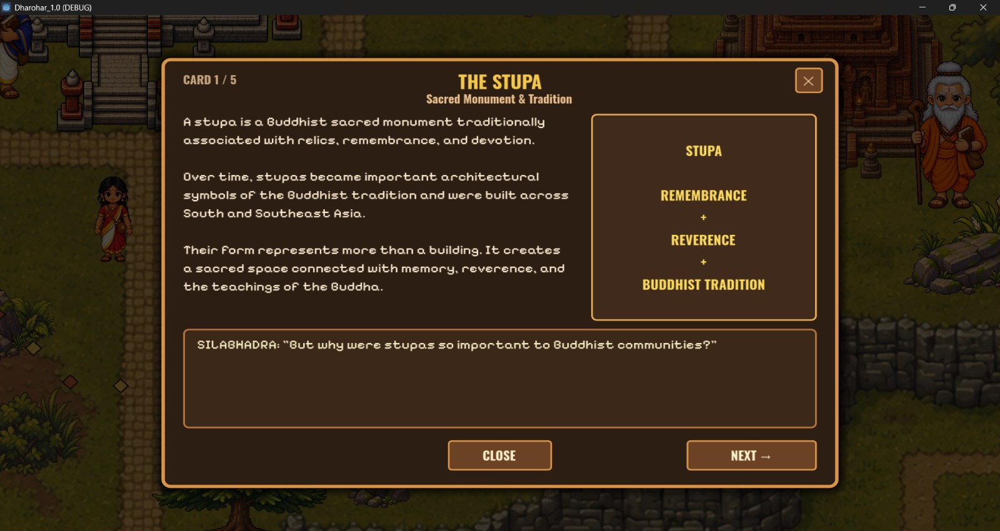 Dharohar_1.0 (DEBUG)
CARD 1 / 5
THE STUPA
Sacred Monument & Tradition
A stupa is a Buddhist sacred monument traditionally
associated with relics, remembrance, and devotion.
Over time, stupas became important architectural
symbols of the Buddhist tradition and were built across
South and Southeast Asia.
Their form represents more than a building. It creates
a sacred space connected with memory, reverence, and
the teachings of the Buddha.
STUPA
REMEMBRANCE
+
REVERENCE
+
BUDDHIST TRADITION
SILABHADRA: "But why were stupas so important to Buddhist communities?"
CLOSE
NEXT →